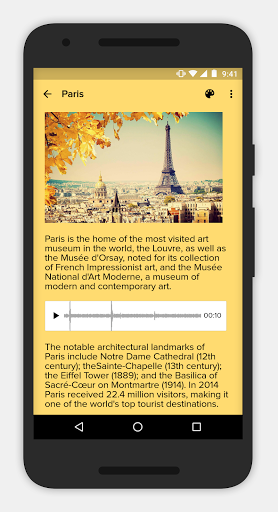 9:41
Paris
Paris is the home of the most visited art
museum in the world, the Louvre, as well as
the Musée d'Orsay, noted for its collection
of French Impressionist art, and the Musée
National d'Art Moderne, a museum of
modern and contemporary art.
00:10
The notable architectural landmarks of
Paris include Notre Dame Cathedral (12th
century); theSainte-Chapelle (13th century);
the Eiffel Tower (1889); and the Basilica of
Sacré-Cœur on Montmartre (1914). In 2014
Paris received 22.4 million visitors, making it
one of the world's top tourist destinations.